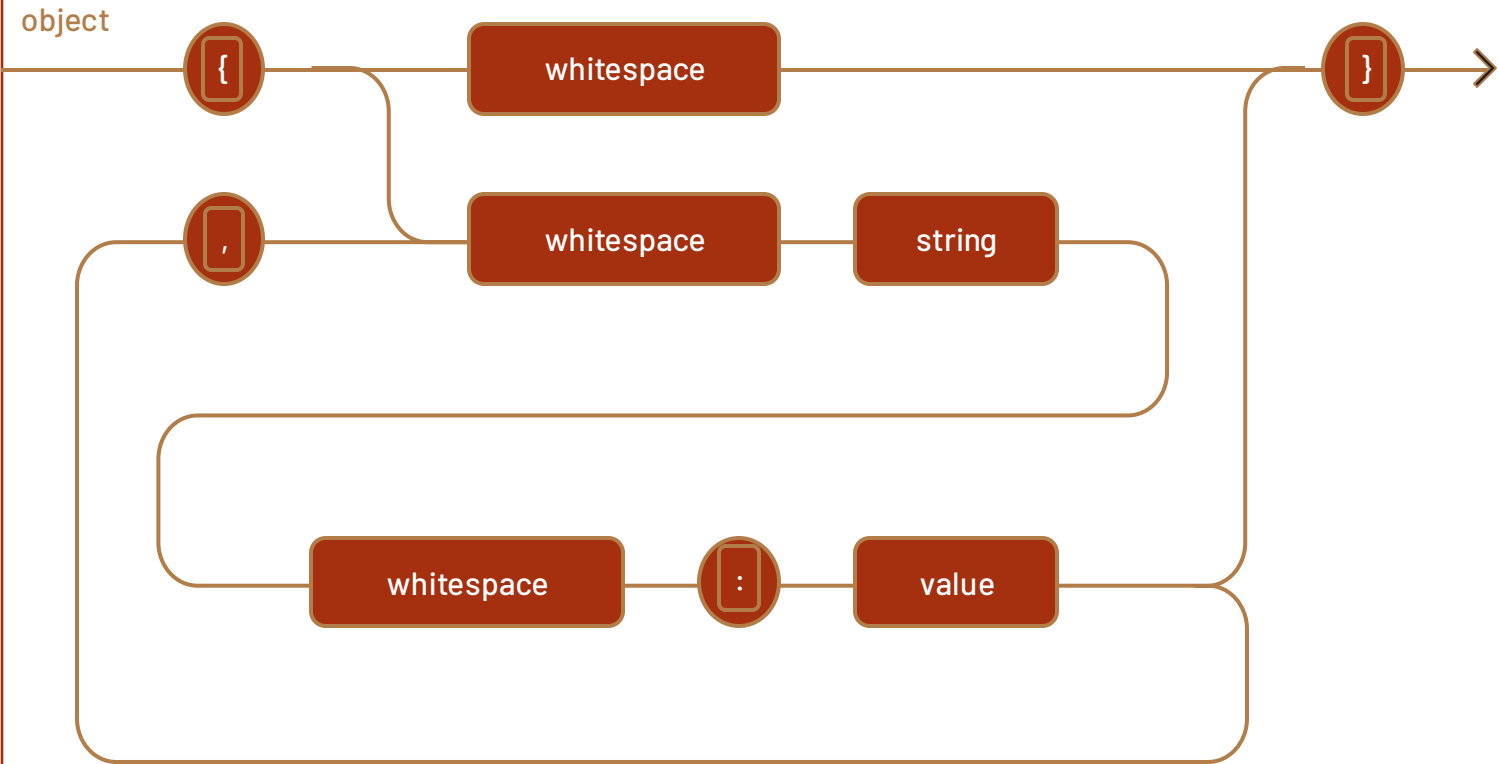 object
{ whitespace }
, whitespace string
whitespace : value